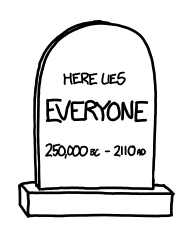 HERE LIES
EVERYONE
250,000 BC - 2110 AD